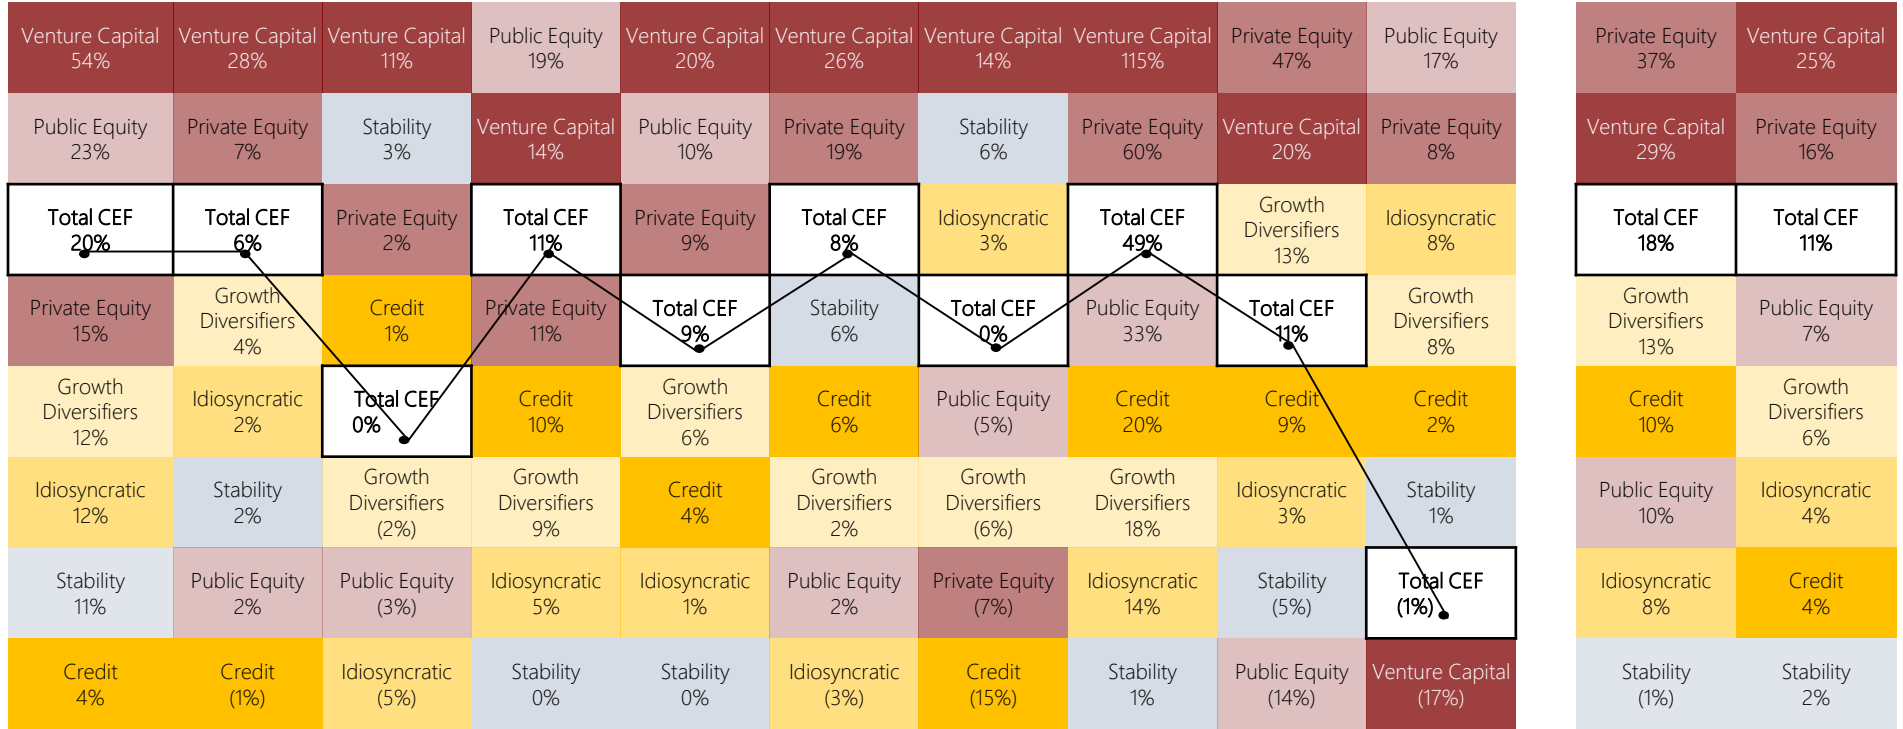 Venture Capital
54%
Venture Capital
28%
Venture Capital
11%
Public Equity
19%
Venture Capital
20%
Venture Capital
26%
Venture Capital
14%
Venture Capital
115%
Private Equity
47%
Public Equity
17%
Private Equity
37%
Venture Capital
25%
Public Equity
23%
Private Equity
7%
Stability
3%
Venture Capital
14%
Public Equity
10%
Private Equity
19%
Stability
6%
Private Equity
60%
Venture Capital
20%
Private Equity
8%
Venture Capital
29%
Private Equity
16%
Total CEF
20%
Total CEF
6%
Private Equity
2%
Total CEF
11%
Private Equity
9%
Total CEF
8%
Idiosyncratic
3%
Total CEF
49%
Growth
Diversifiers
13%
Idiosyncratic
8%
Total CEF
18%
Total CEF
11%
Private Equity
15%
Growth
Diversifiers
4%
Credit
1%
Private Equity
11%
Total CEF
9%
Stability
6%
Total CEF
0%
Public Equity
33%
Total CEF
11%
Growth
Diversifiers
8%
Growth
Diversifiers
13%
Public Equity
7%
Growth
Diversifiers
12%
Idiosyncratic
2%
Total CEF
0%
Credit
10%
Growth
Diversifiers
6%
Credit
6%
Public Equity
(5%)
Credit
20%
Credit
9%
Credit
2%
Credit
10%
Growth
Diversifiers
6%
Idiosyncratic
12%
Stability
2%
Growth
Diversifiers
(2%)
Growth
Diversifiers
9%
Credit
4%
Growth
Diversifiers
2%
Growth
Diversifiers
(6%)
Growth
Diversifiers
18%
Idiosyncratic
3%
Stability
1%
Public Equity
10%
Idiosyncratic
4%
Stability
11%
Public Equity
2%
Public Equity
(3%)
Idiosyncratic
5%
Idiosyncratic
1%
Public Equity
2%
Private Equity
(7%)
Idiosyncratic
14%
Stability
(5%)
Total CEF
(1%)
Idiosyncratic
8%
Credit
4%
Credit
4%
Credit
(1%)
Idiosyncratic
(5%)
Stability
0%
Stability
0%
Idiosyncratic
(3%)
Credit
(15%)
Stability
1%
Public Equity
(14%)
Venture Capital
(17%)
Stability
(1%)
Stability
2%